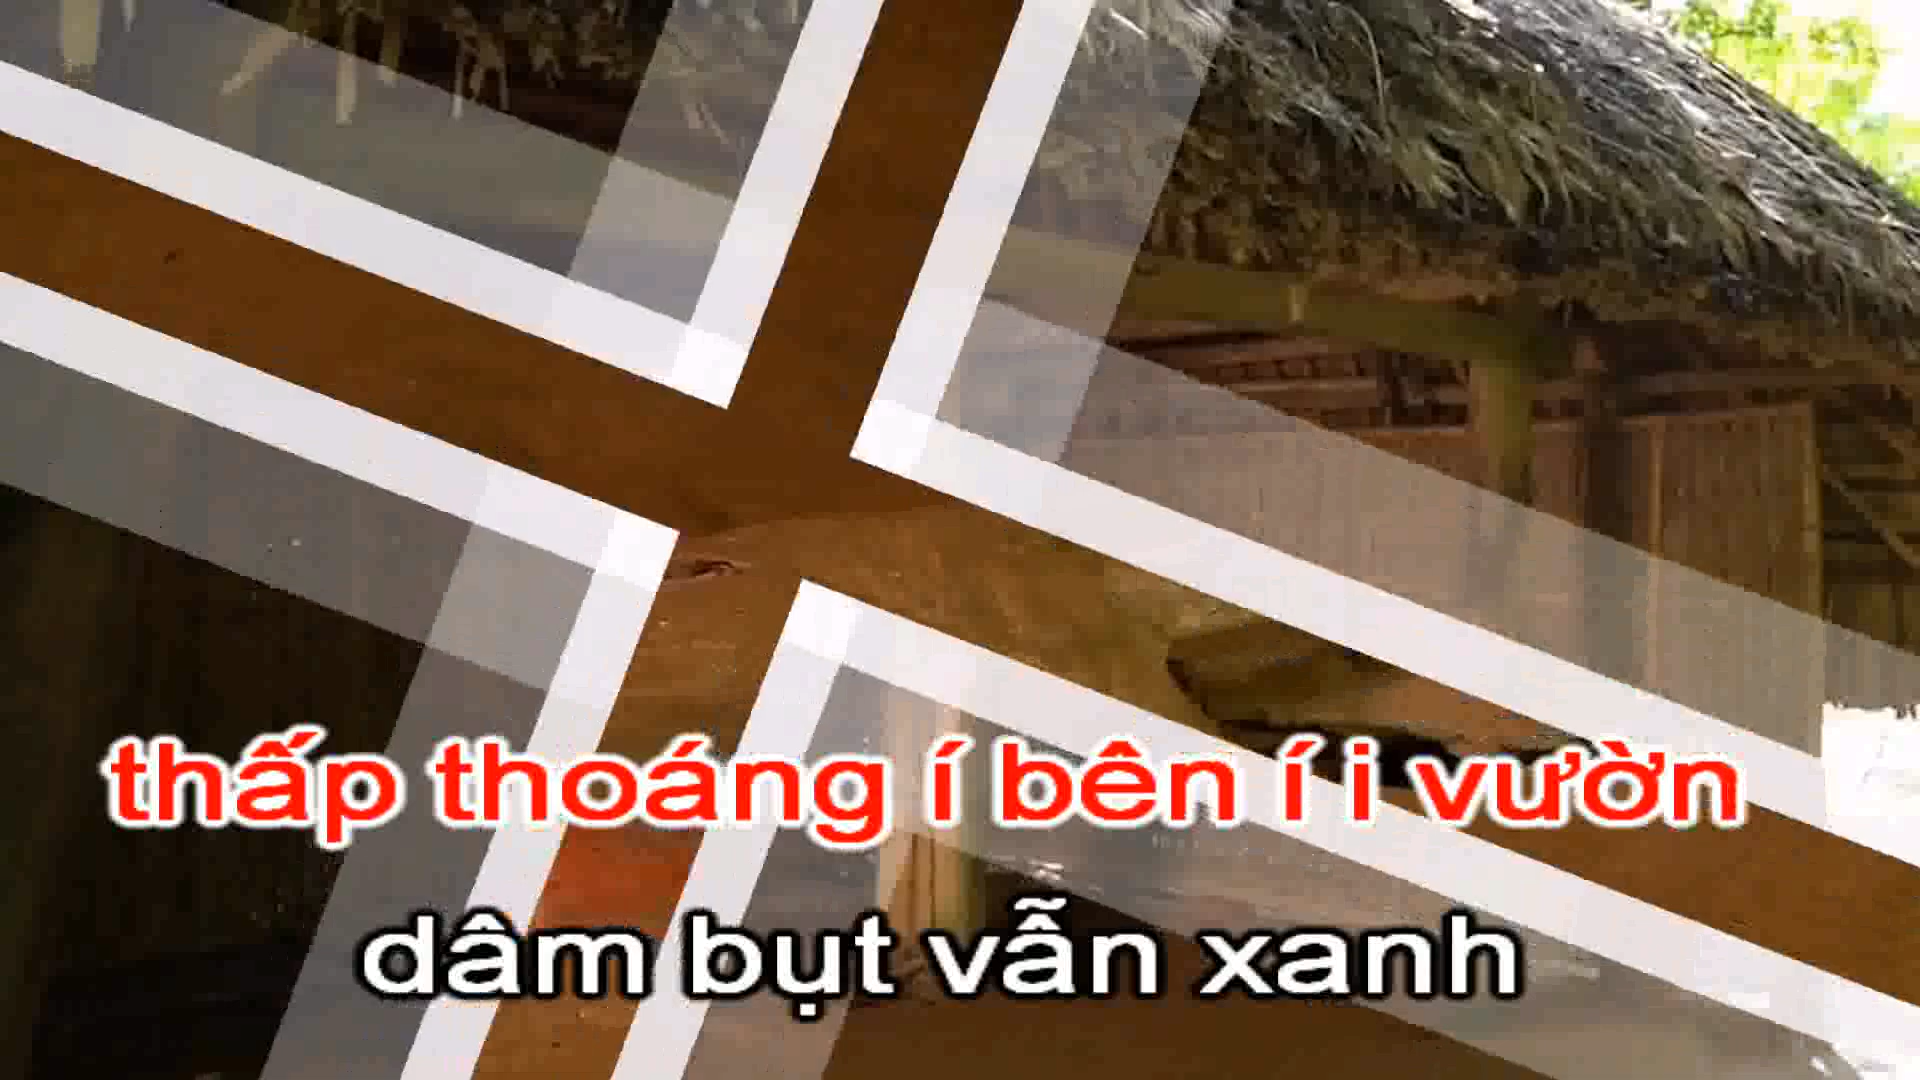 thấp thoáng í bên í i vườn
dâm bụt vẫn xanh